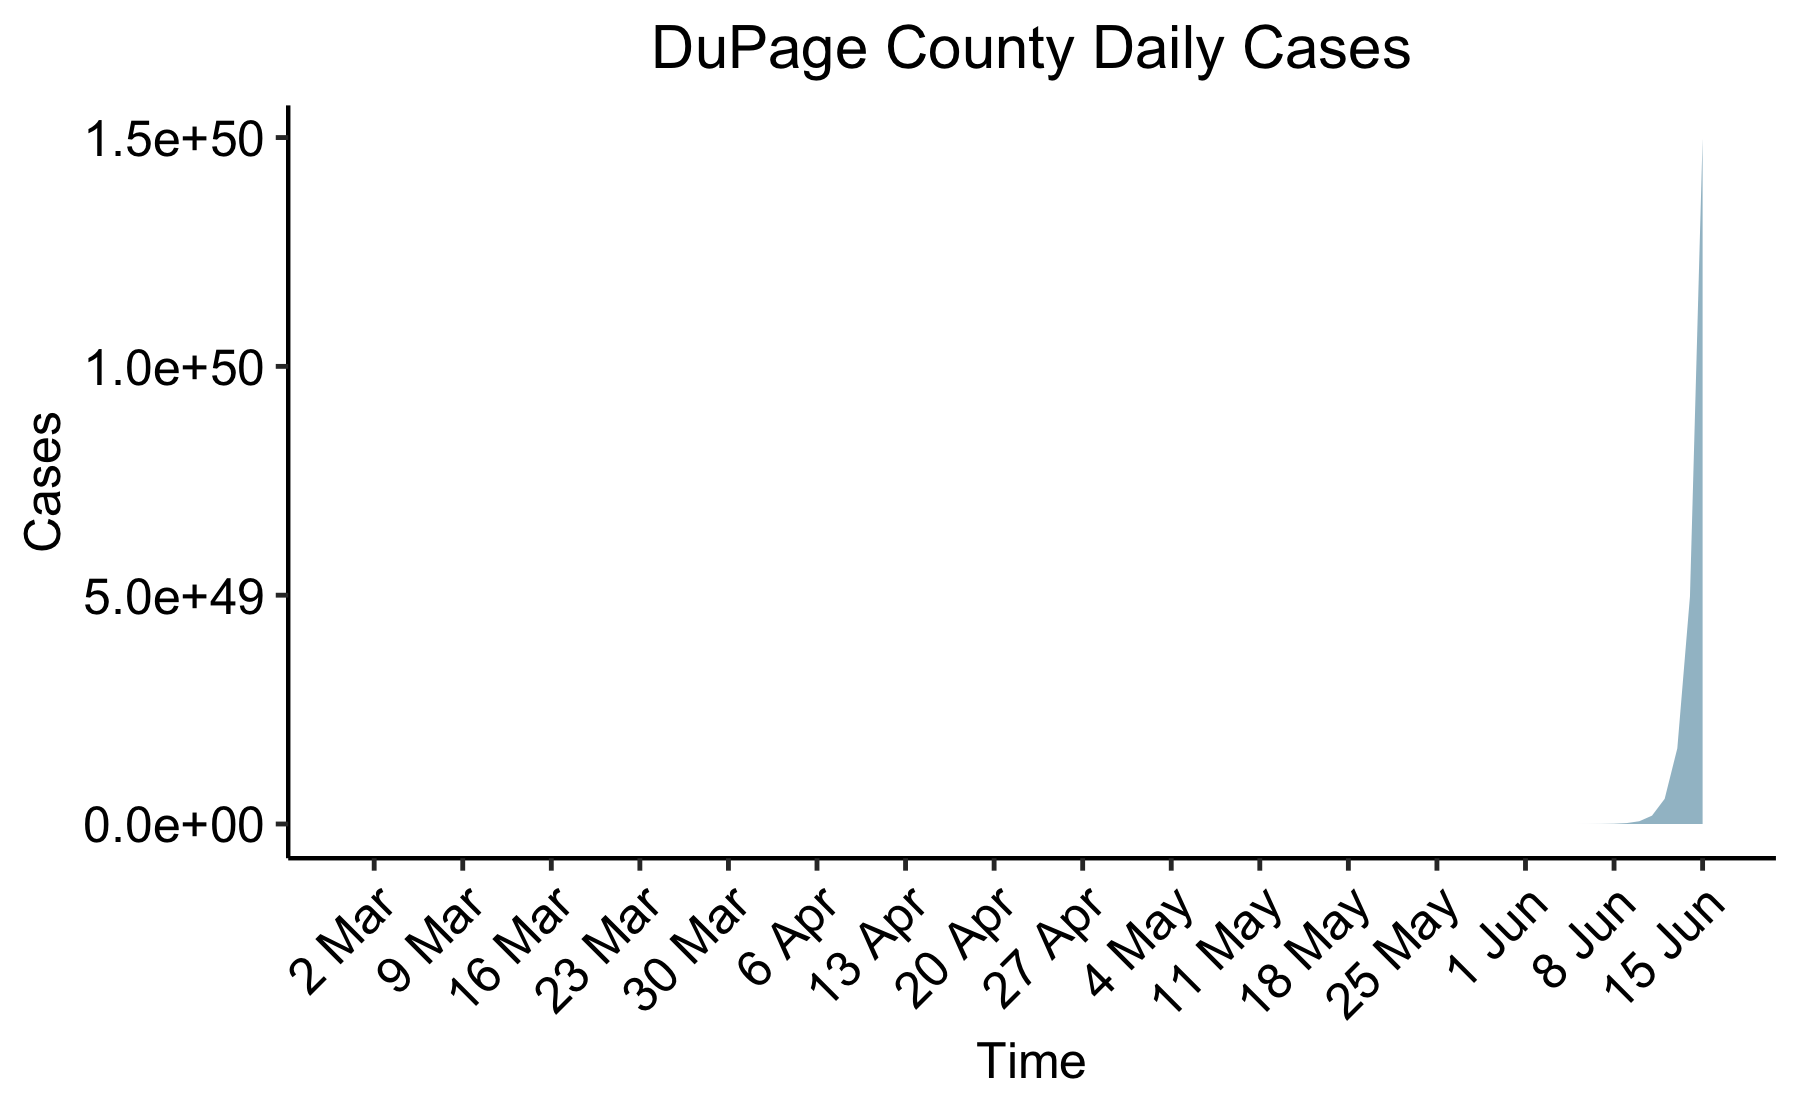 DuPage County Daily Cases
1.5e+50
1.0e+50
5.0e+49
0.0e+00
Cases
2 Mar
9 Mar
16 Mar
23 Mar
30 Mar
6 Apr
13 Apr
20 Apr
27 Apr
4 May
11 May
18 May
25 May
1 Jun
8 Jun
15 Jun
Time